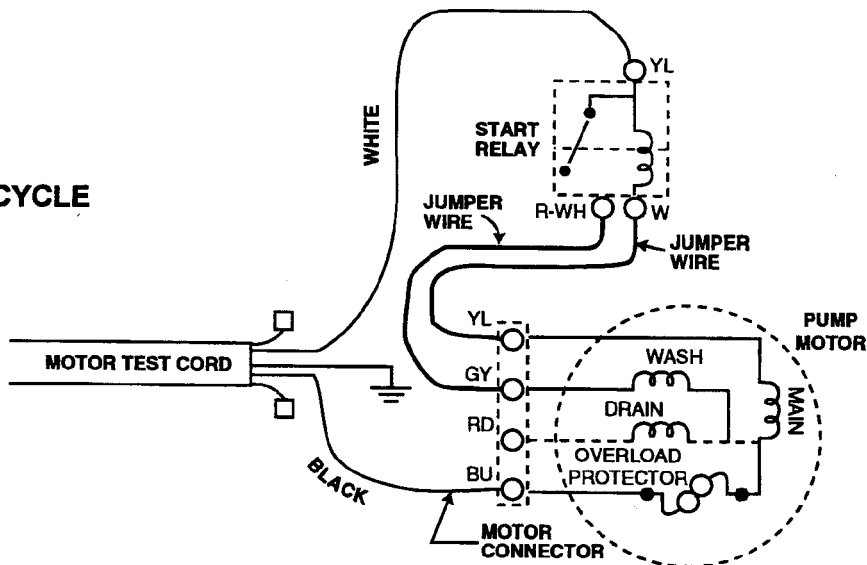 YL
WHITE
START
RELAY
CYCLE
R-WH
W
JUMPER
WIRE
JUMPER
WIRE
YL
PUMP
MOTOR
WASH
MOTOR TEST CORD
GY
MAIN
DRAIN
RD
OVERLOAD
PROTECTOR
BU
BLACK
MOTOR
CONNECTOR